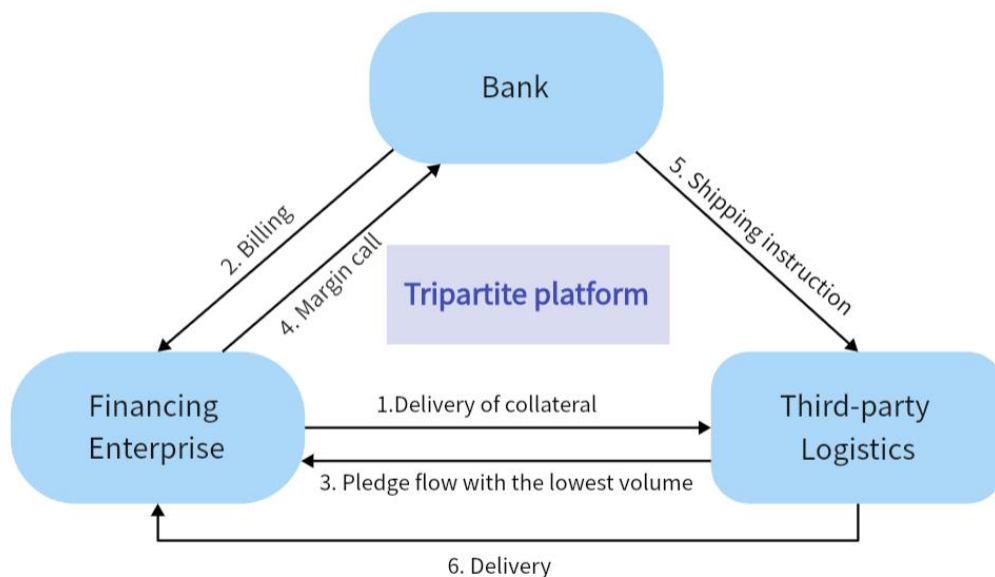 Bank
5. Shipping instruction
2. Billing
4. Margin call
Tripartite platform
Financing
Enterprise
1.Delivery of collateral
Third-party
Logistics
3. Pledge flow with the lowest volume
6. Delivery